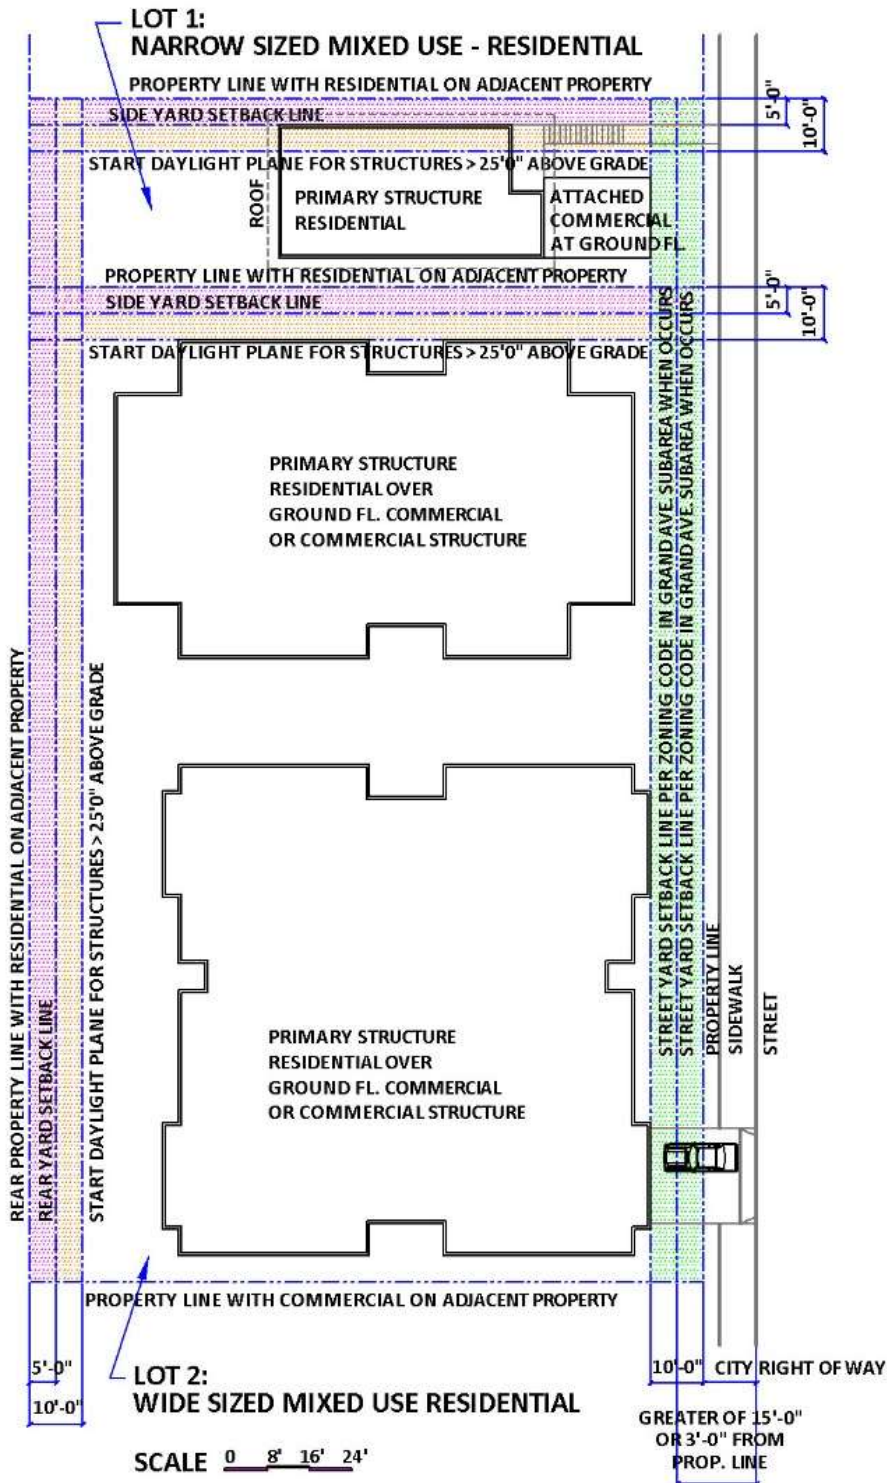 LOT 1:
NARROW SIZED MIXED USE - RESIDENTIAL
PROPERTY LINE WITH RESIDENTIAL ON ADJACENT PROPERTY
SIDE YARD SETBACK LINE
5'-0"
10'-0"
START DAYLIGHT PLANE FOR STRUCTURES > 25'0" ABOVE GRADE
ROOF
PRIMARY STRUCTURE
RESIDENTIAL
ATTACHED
COMMERCIAL
AT GROUND FL.
PROPERTY LINE WITH RESIDENTIAL ON ADJACENT PROPERTY
SIDE YARD SETBACK LINE
5'-0"
10'-0"
START DAYLIGHT PLANE FOR STRUCTURES > 25'0" ABOVE GRADE
PRIMARY STRUCTURE
RESIDENTIAL OVER
GROUND FL. COMMERCIAL
OR COMMERCIAL STRUCTURE
REAR PROPERTY LINE WITH RESIDENTIAL ON ADJACENT PROPERTY
REAR YARD SETBACK LINE
START DAYLIGHT PLANE FOR STRUCTURES > 25'0" ABOVE GRADE
STREET YARD SETBACK LINE PER ZONING CODE IN GRAND AVE. SUBAREA WHEN OCCURS
STREET YARD SETBACK LINE PER ZONING CODE IN GRAND AVE. SUBAREA WHEN OCCURS
PROPERTY LINE
SIDEWALK
STREET
PRIMARY STRUCTURE
RESIDENTIAL OVER
GROUND FL. COMMERCIAL
OR COMMERCIAL STRUCTURE
PROPERTY LINE WITH COMMERCIAL ON ADJACENT PROPERTY
5'-0"
10'-0"
LOT 2:
WIDE SIZED MIXED USE RESIDENTIAL
10'-0"
CITY RIGHT OF WAY
GREATER OF 15'-0"
OR 3'-0" FROM
PROP. LINE
SCALE 0 8' 16' 24'